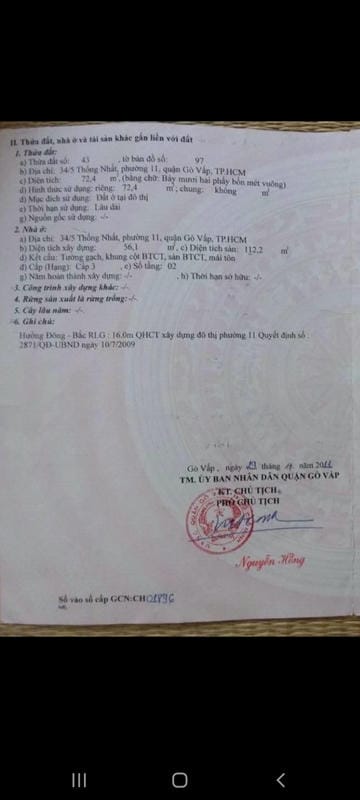 II. Thửa đất, nhà ở và tài sản khác gắn liền với đất
1. Thửa đất:
a) Thửa đất số: 43 , tờ bản đồ số: 97
b) Địa chỉ: 34/5 Thống Nhất, phường 11, quận Gò Vấp, TP.HCM
c) Diện tích: 72,4 m², (bằng chữ: Bảy mươi hai phẩy bốn mét vuông)
d) Hình thức sử dụng: riêng: 72,4 m²; chung: không m²
đ) Mục đích sử dụng: Đất ở tại đô thị
e) Thời hạn sử dụng: Lâu dài
g) Nguồn gốc sử dụng: -/-
2. Nhà ở:
a) Địa chỉ: 34/5 Thống Nhất, phường 11, quận Gò Vấp, TP.HCM
b) Diện tích xây dựng: 56,1 m², c) Diện tích sàn: 112,2 m²
d) Kết cấu: Tường gạch, khung cột BTCT, sàn BTCT, mái tôn
đ) Cấp (Hạng): Cấp 3 , e) Số tầng: 02
g) Năm hoàn thành xây dựng: -/- , h) Thời hạn sở hữu: -/-
3. Công trình xây dựng khác: -/-
4. Rừng sản xuất là rừng trồng: -/-
5. Cây lâu năm: -/-
6. Ghi chú:
Hướng Đông - Bắc RLG : 16.0m QHCT xây dựng đô thị phường 11 Quyết định số :
2871/QĐ-UBND ngày 10/7/2009
Gò Vấp, ngày tháng năm 2011
TM. ỦY BAN NHÂN DÂN QUẬN GÒ VẤP
KT. CHỦ TỊCH
PHÓ CHỦ TỊCH
Nguyễn Hồng
Số vào sổ cấp GCN:CH01896